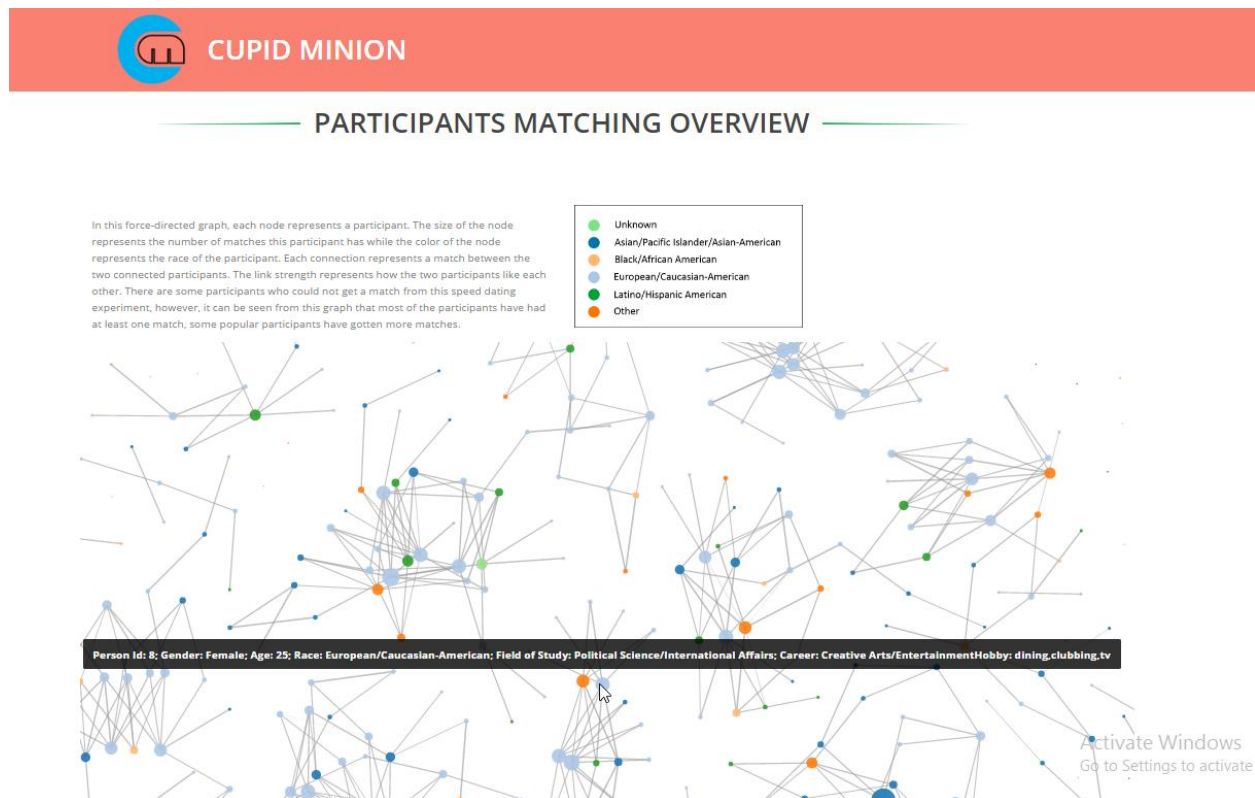 CUPID MINION
PARTICIPANTS MATCHING OVERVIEW
In this force-directed graph, each node represents a participant. The size of the node
represents the number of matches this participant has while the color of the node
represents the race of the participant. Each connection represents a match between the
two connected participants. The link strength represents how the two participants like each
other. There are some participants who could not get a match from this speed dating
experiment, however, it can be seen from this graph that most of the participants have had
at least one match, some popular participants have gotten more matches.
Unknown
Asian/Pacific Islander/Asian-American
Black/African American
European/Caucasian-American
Latino/Hispanic American
Other
Person Id: 8; Gender: Female; Age: 25; Race: European/Caucasian-American; Field of Study: Political Science/International Affairs; Career: Creative Arts/EntertainmentHobby: dining,clubbing,tv
Activate Windows
Go to Settings to activate